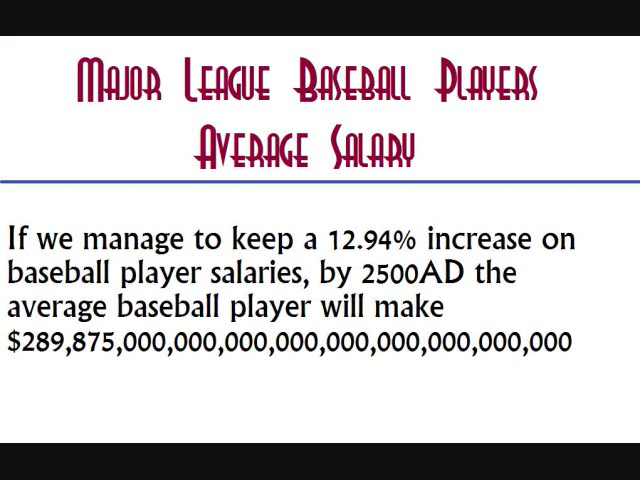 Major League Baseball Players
Average Salary
If we manage to keep a 12.94% increase on
baseball player salaries, by 2500AD the
average baseball player will make
$289,875,000,000,000,000,000,000,000,000,000